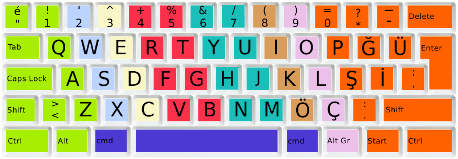 é " ! 1 ' 2 ^ 3 + 4 % 5 & 6 / 7 ( 8 ) 9 = 0 ? * — - Delete
Tab Q W E R T Y U I O P Ğ Ü Enter
Caps Lock A S D F G H J K L Ş İ : .
Shift > < Z X C V B N M Ö Ç : . Shift
Ctrl Alt cmd cmd Alt Gr Start Ctrl